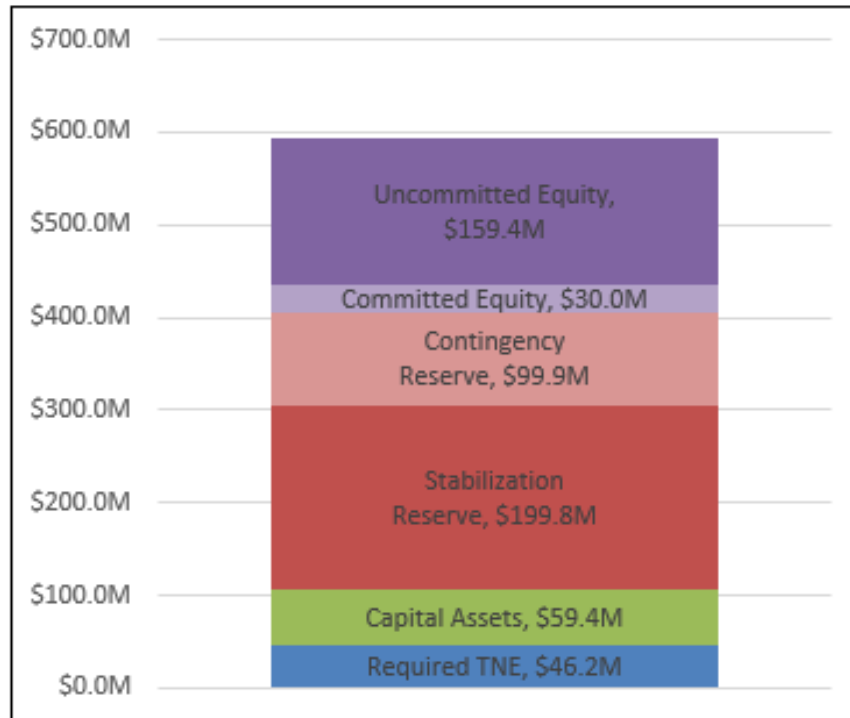 $700.0M
$600.0M
Uncommitted Equity,
$159.4M
$500.0M
Committed Equity, $30.0M
$400.0M
Contingency
Reserve, $99.9M
$300.0M
Stabilization
Reserve, $199.8M
$200.0M
$100.0M
Capital Assets, $59.4M
Required TNE, $46.2M
$0.0M